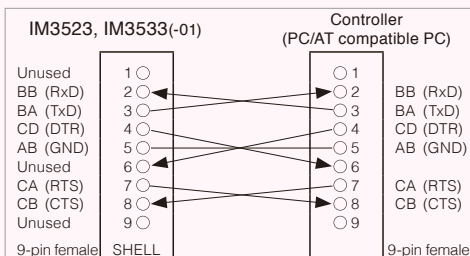 IM3523, IM3533(-01)
Controller
(PC/AT compatible PC)
Unused 1 1
BB (RxD) 2 2 BB (RxD)
BA (TxD) 3 3 BA (TxD)
CD (DTR) 4 4 CD (DTR)
AB (GND) 5 5 AB (GND)
Unused 6 6
CA (RTS) 7 7 CA (RTS)
CB (CTS) 8 8 CB (CTS)
Unused 9 9
9-pin female SHELL 9-pin female